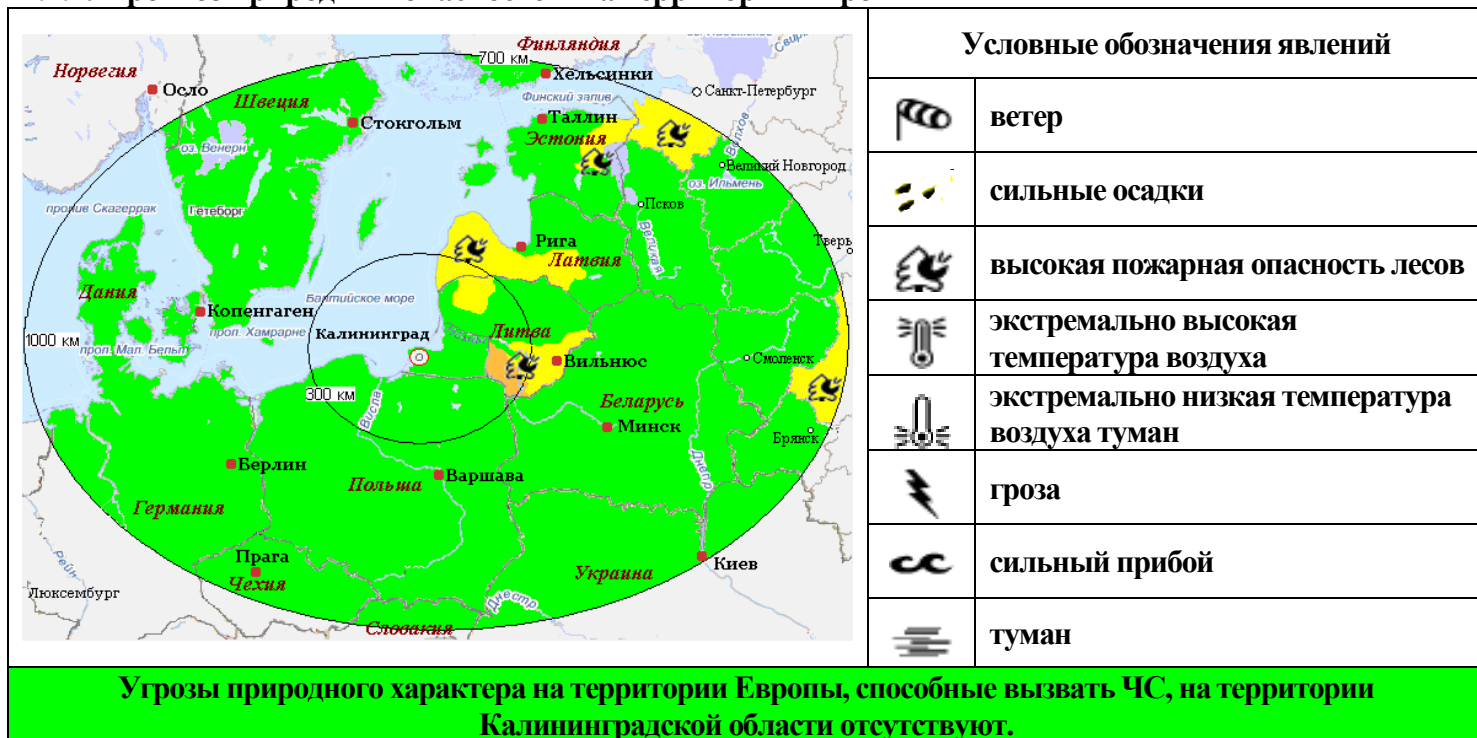 Финляндия
700 км
Норвегия
Хельсинки
Осло
Санкт-Петербург
Швеция
Финский залив
Стокгольм
Таллин
Эстония
Волхов
оз. Венерн
Великий Новгород
оз. Ильмень
Псков
пролив Скагеррак
Гётеборг
Великая
Рига
Тверь
Латвия
Дания
Балтийское море
Копенгаген
Калининград
Литва
1000 км
прол. Хамрарне
прол. Мал. Бельт
Вильнюс
Смоленск
300 км
Висла
Беларусь
Минск
Брянск
Берлин
Варшава
Польша
Днепр
Германия
Прага
Киев
Рейн
Чехия
Украина
Люксембург
Днестр
Словакия
Условные обозначения явлений
ветер
сильные осадки
высокая пожарная опасность лесов
экстремально высокая
температура воздуха
экстремально низкая температура
воздуха туман
гроза
сильный прибой
туман
Угрозы природного характера на территории Европы, способные вызвать ЧС, на территории
Калининградской области отсутствуют.